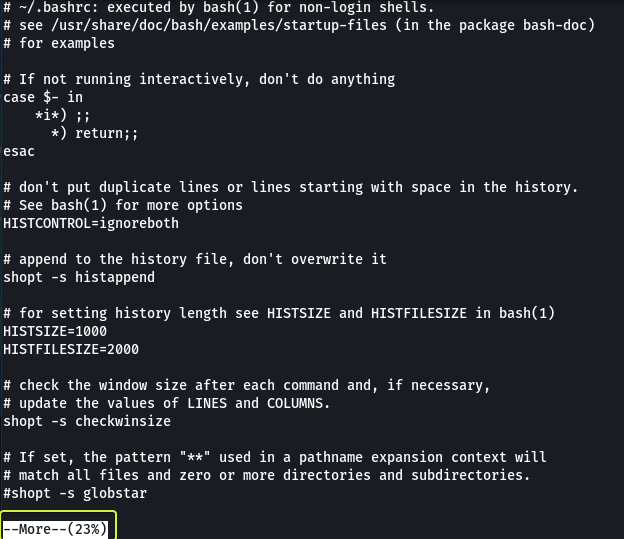 # ~/.bashrc: executed by bash(1) for non-login shells.
# see /usr/share/doc/bash/examples/startup-files (in the package bash-doc)
# for examples

# If not running interactively, don't do anything
case $- in
    *i*) ;;
      *) return;;
esac

# don't put duplicate lines or lines starting with space in the history.
# See bash(1) for more options
HISTCONTROL=ignoreboth

# append to the history file, don't overwrite it
shopt -s histappend

# for setting history length see HISTSIZE and HISTFILESIZE in bash(1)
HISTSIZE=1000
HISTFILESIZE=2000

# check the window size after each command and, if necessary,
# update the values of LINES and COLUMNS.
shopt -s checkwinsize

# If set, the pattern "**" used in a pathname expansion context will
# match all files and zero or more directories and subdirectories.
#shopt -s globstar

--More--(23%)